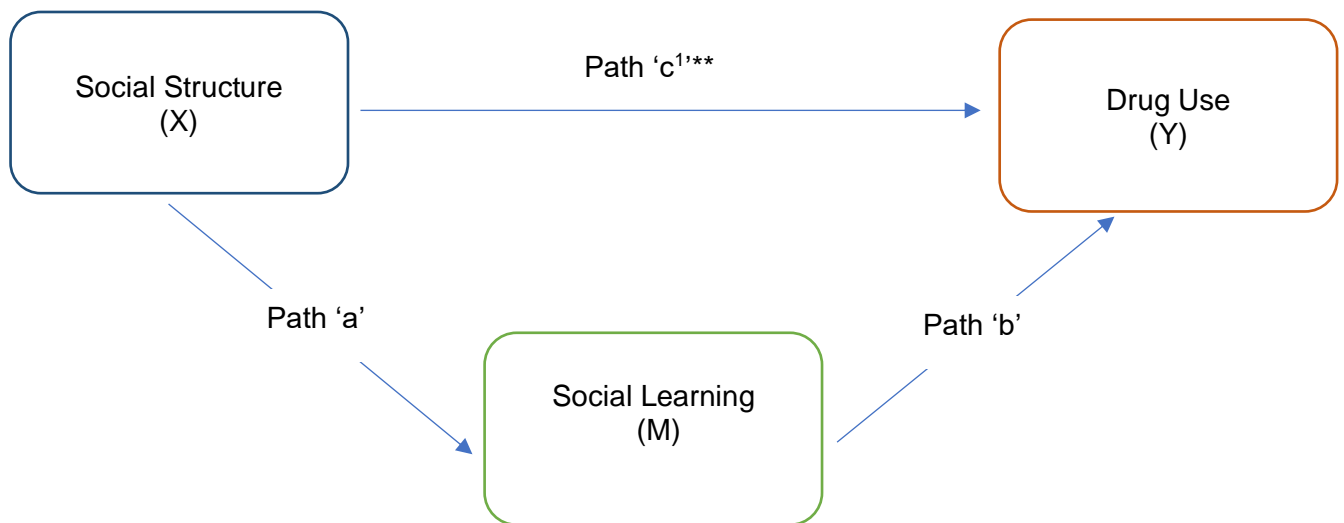 Path ‘c¹’**
Social Structure
(X)
Drug Use
(Y)
Path ‘a’
Path ‘b’
Social Learning
(M)